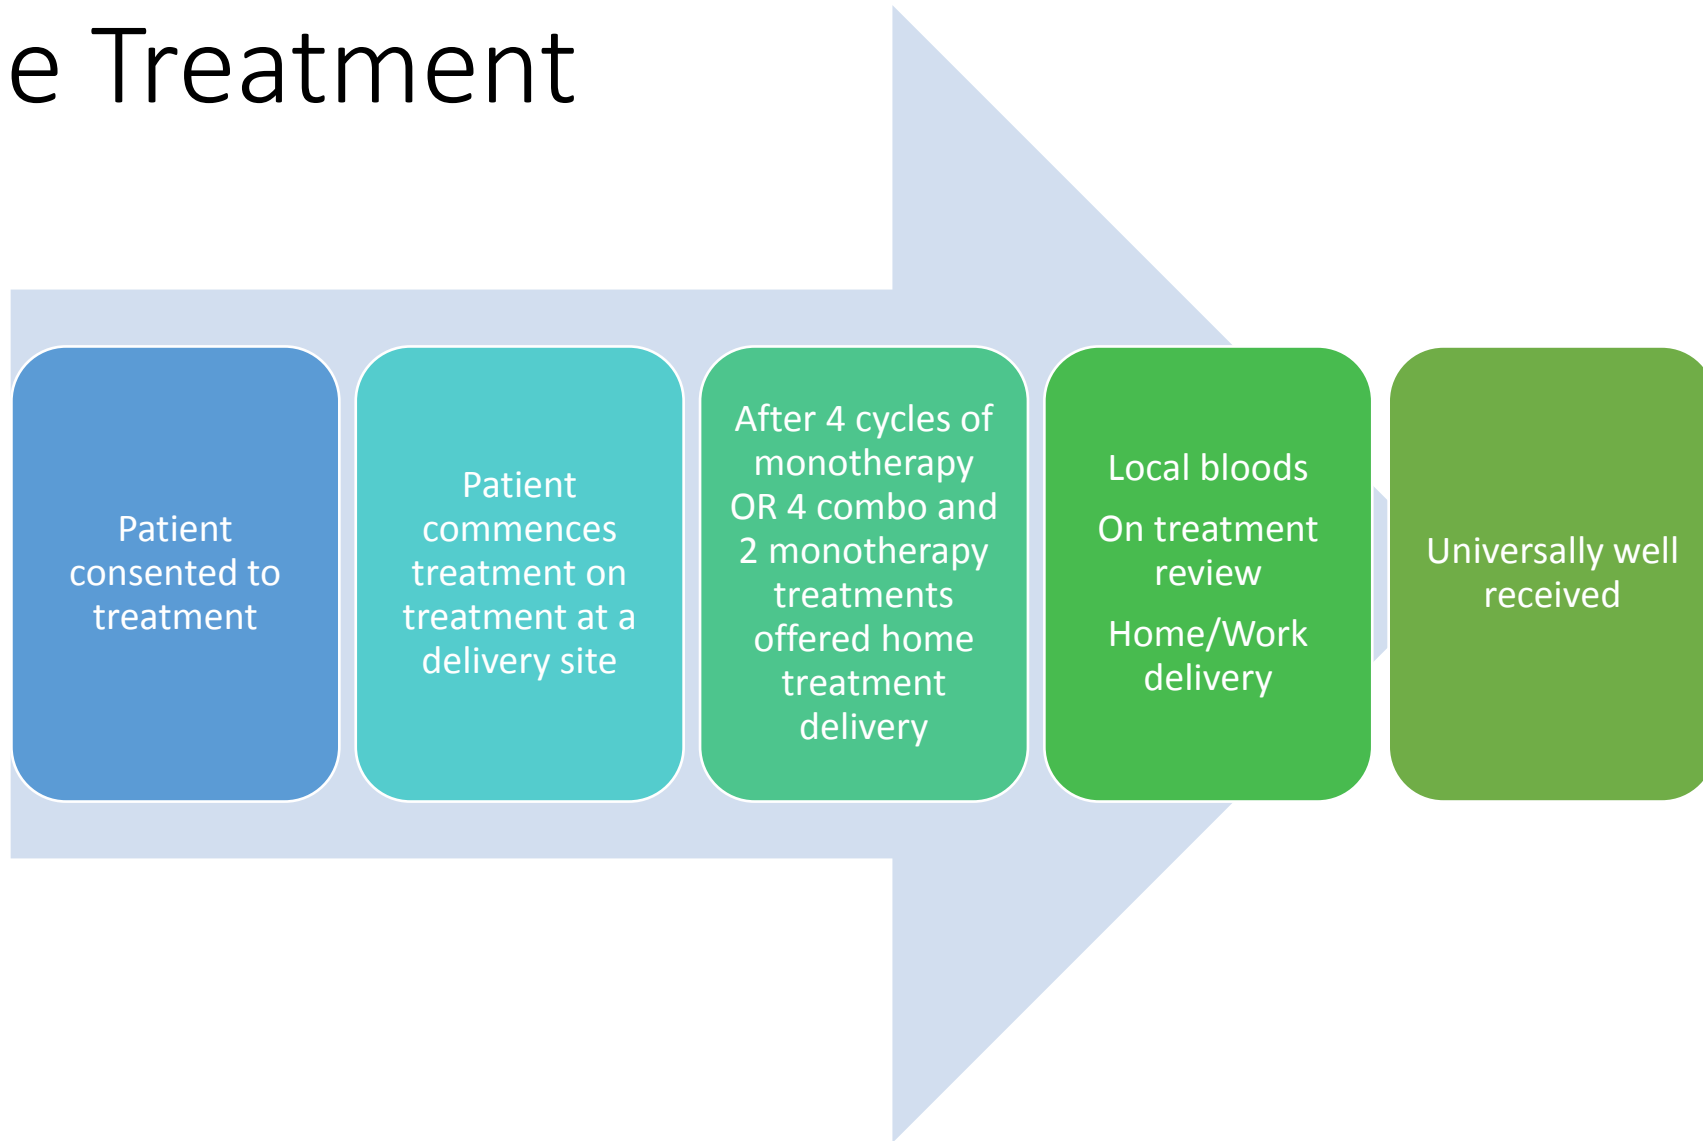 e Treatment
Patient
consented to
treatment
Patient
commences
treatment on
treatment at a
delivery site
After 4 cycles of
monotherapy
OR 4 combo and
2 monotherapy
treatments
offered home
treatment
delivery
Local bloods
On treatment
review
Home/Work
delivery
Universally well
received